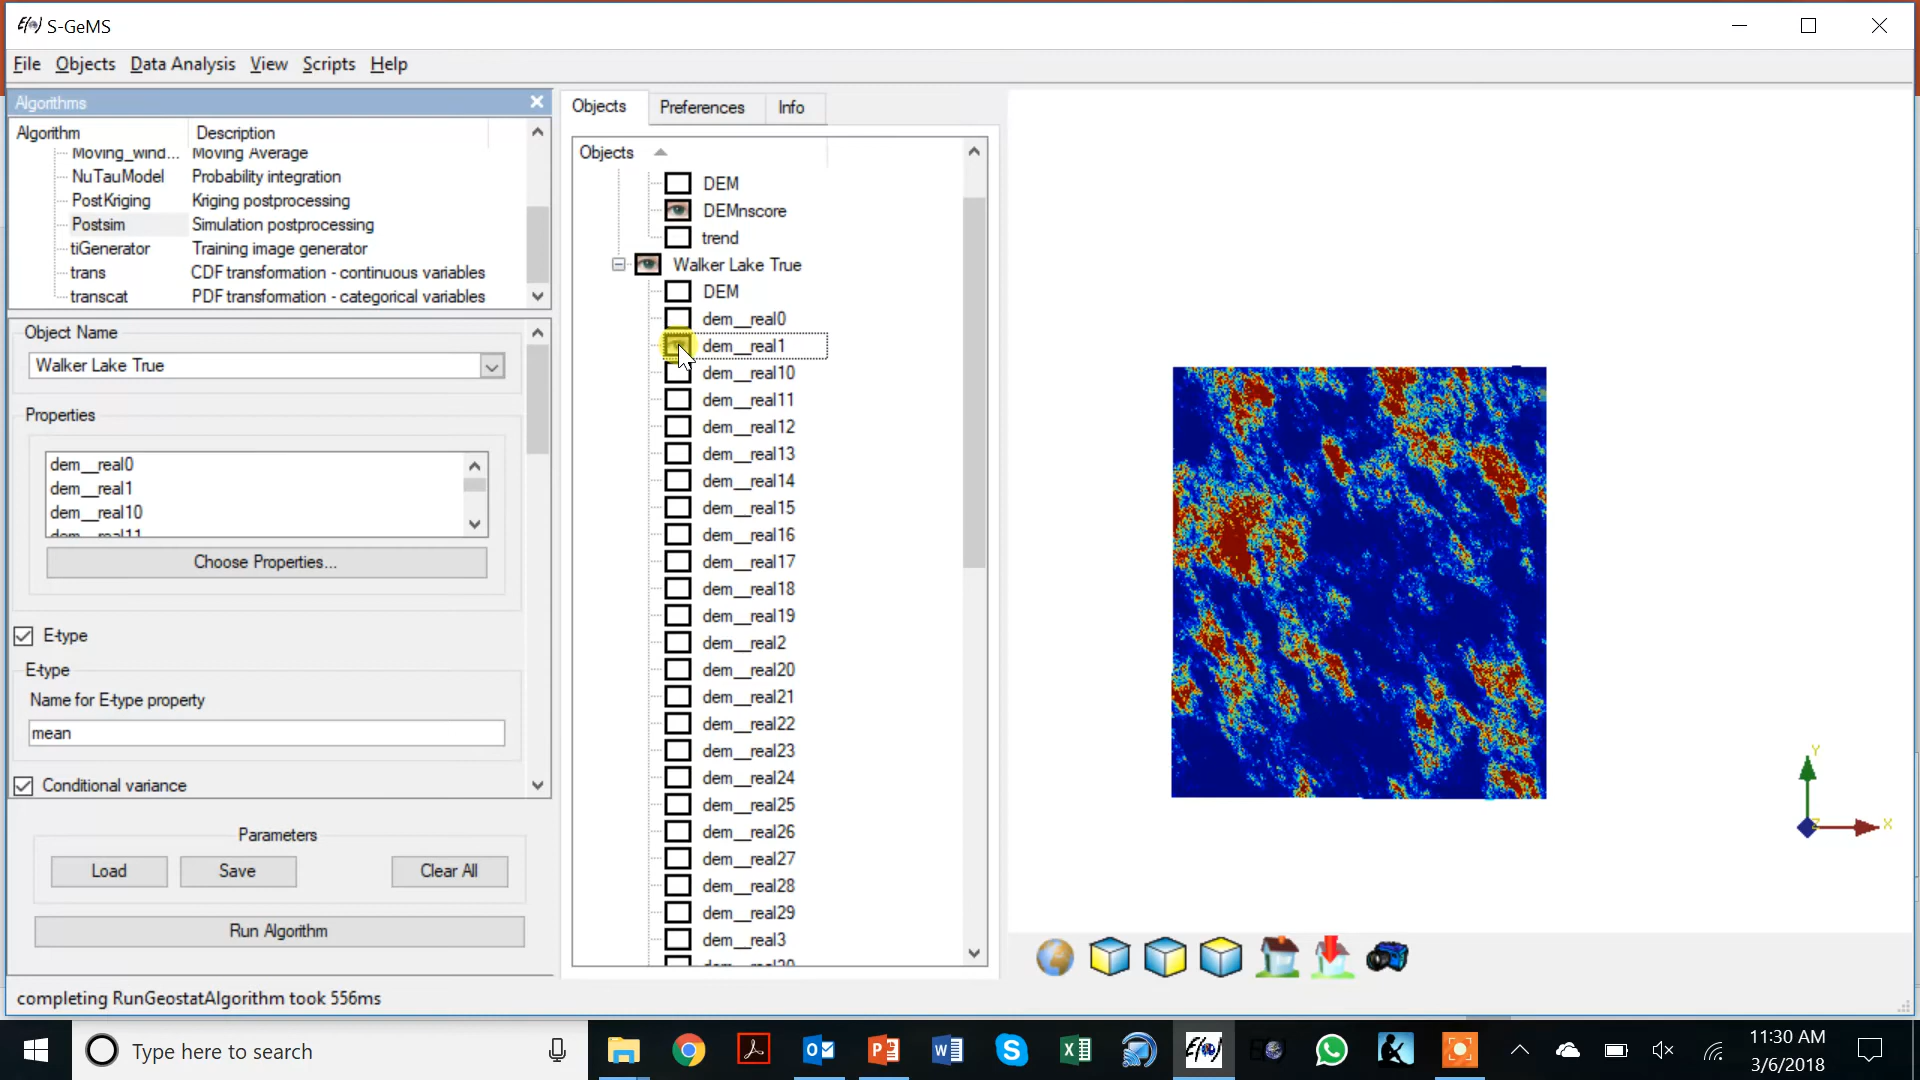 S-GeMS
File Objects Data Analysis View Scripts Help
Algorithms
Algorithm Description
Moving_wind... Moving Average
NuTauModel Probability integration
PostKriging Kriging postprocessing
Postsim Simulation postprocessing
tiGenerator Training image generator
trans CDF transformation - continuous variables
transcat PDF transformation - categorical variables
Object Name
Walker Lake True
Properties
dem__real0
dem__real1
dem__real10
dem__real11
Choose Properties...
E-type
E-type
Name for E-type property
mean
Conditional variance
Parameters
Load Save Clear All
Run Algorithm
completing RunGeostatAlgorithm took 556ms
Objects Preferences Info
Objects
DEM
DEMnscore
trend
Walker Lake True
DEM
dem__real0
dem__real1
dem__real10
dem__real11
dem__real12
dem__real13
dem__real14
dem__real15
dem__real16
dem__real17
dem__real18
dem__real19
dem__real2
dem__real20
dem__real21
dem__real22
dem__real23
dem__real24
dem__real25
dem__real26
dem__real27
dem__real28
dem__real29
dem__real3
dem__real30
Y
X
Type here to search
11:30 AM
3/6/2018